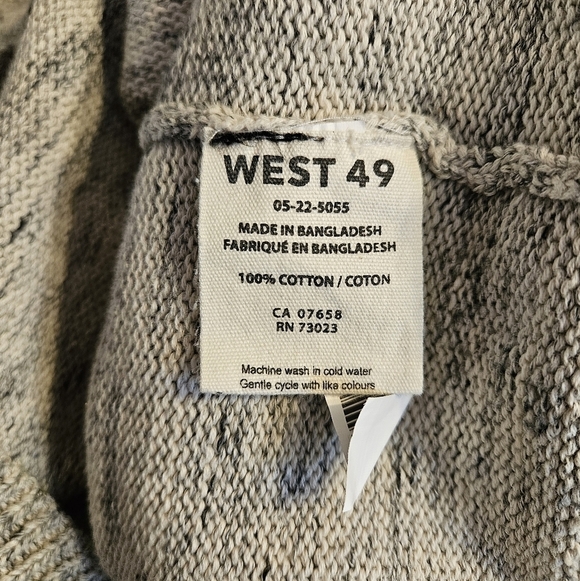 WEST 49
05-22-5055
MADE IN BANGLADESH
FABRIQUÉ EN BANGLADESH
100% COTTON / COTON
CA 07658
RN 73023
Machine wash in cold water
Gentle cycle with like colours